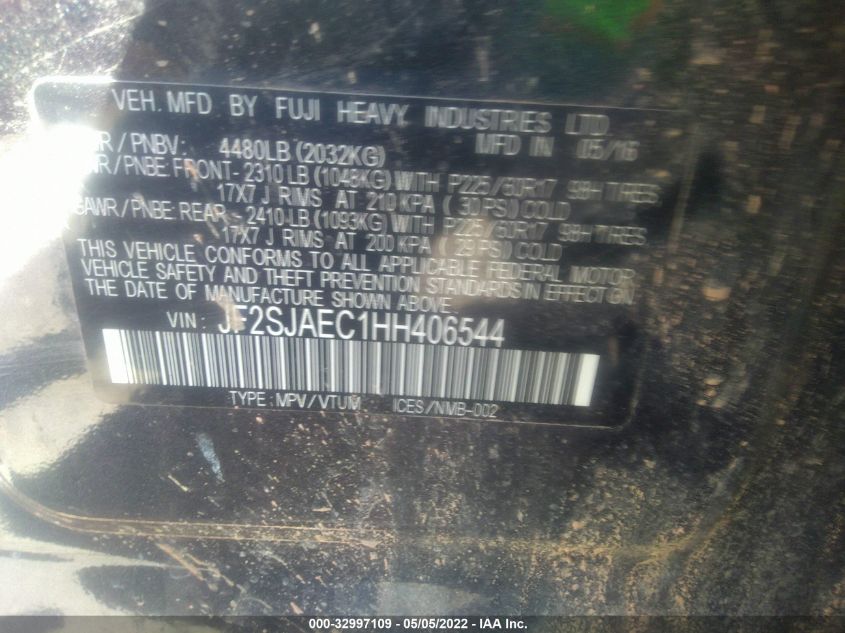 VEH. MFD BY FUJI HEAVY INDUSTRIES LTD.
/ PNBV: 4480LB (2032KG) MFD IN 05/16
/ PNBE FRONT- 2310 LB (1048KG) WITH P225/60R17 98H TIRES
17X7 J RIMS AT 210 KPA ( 30 PSI) COLD
GAWR / PNBE REAR - 2410 LB (1093KG) WITH P225/60R17 98H TIRES
17X7 J RIMS AT 200 KPA ( 29 PSI) COLD
THIS VEHICLE CONFORMS TO ALL APPLICABLE FEDERAL MOTOR
VEHICLE SAFETY AND THEFT PREVENTION STANDARDS IN EFFECT ON
THE DATE OF MANUFACTURE SHOWN ABOVE.
VIN: JF2SJAEC1HH406544
TYPE: MPV/VTUM ICES/NMB-002
000-32997109 - 05/05/2022 - IAA Inc.